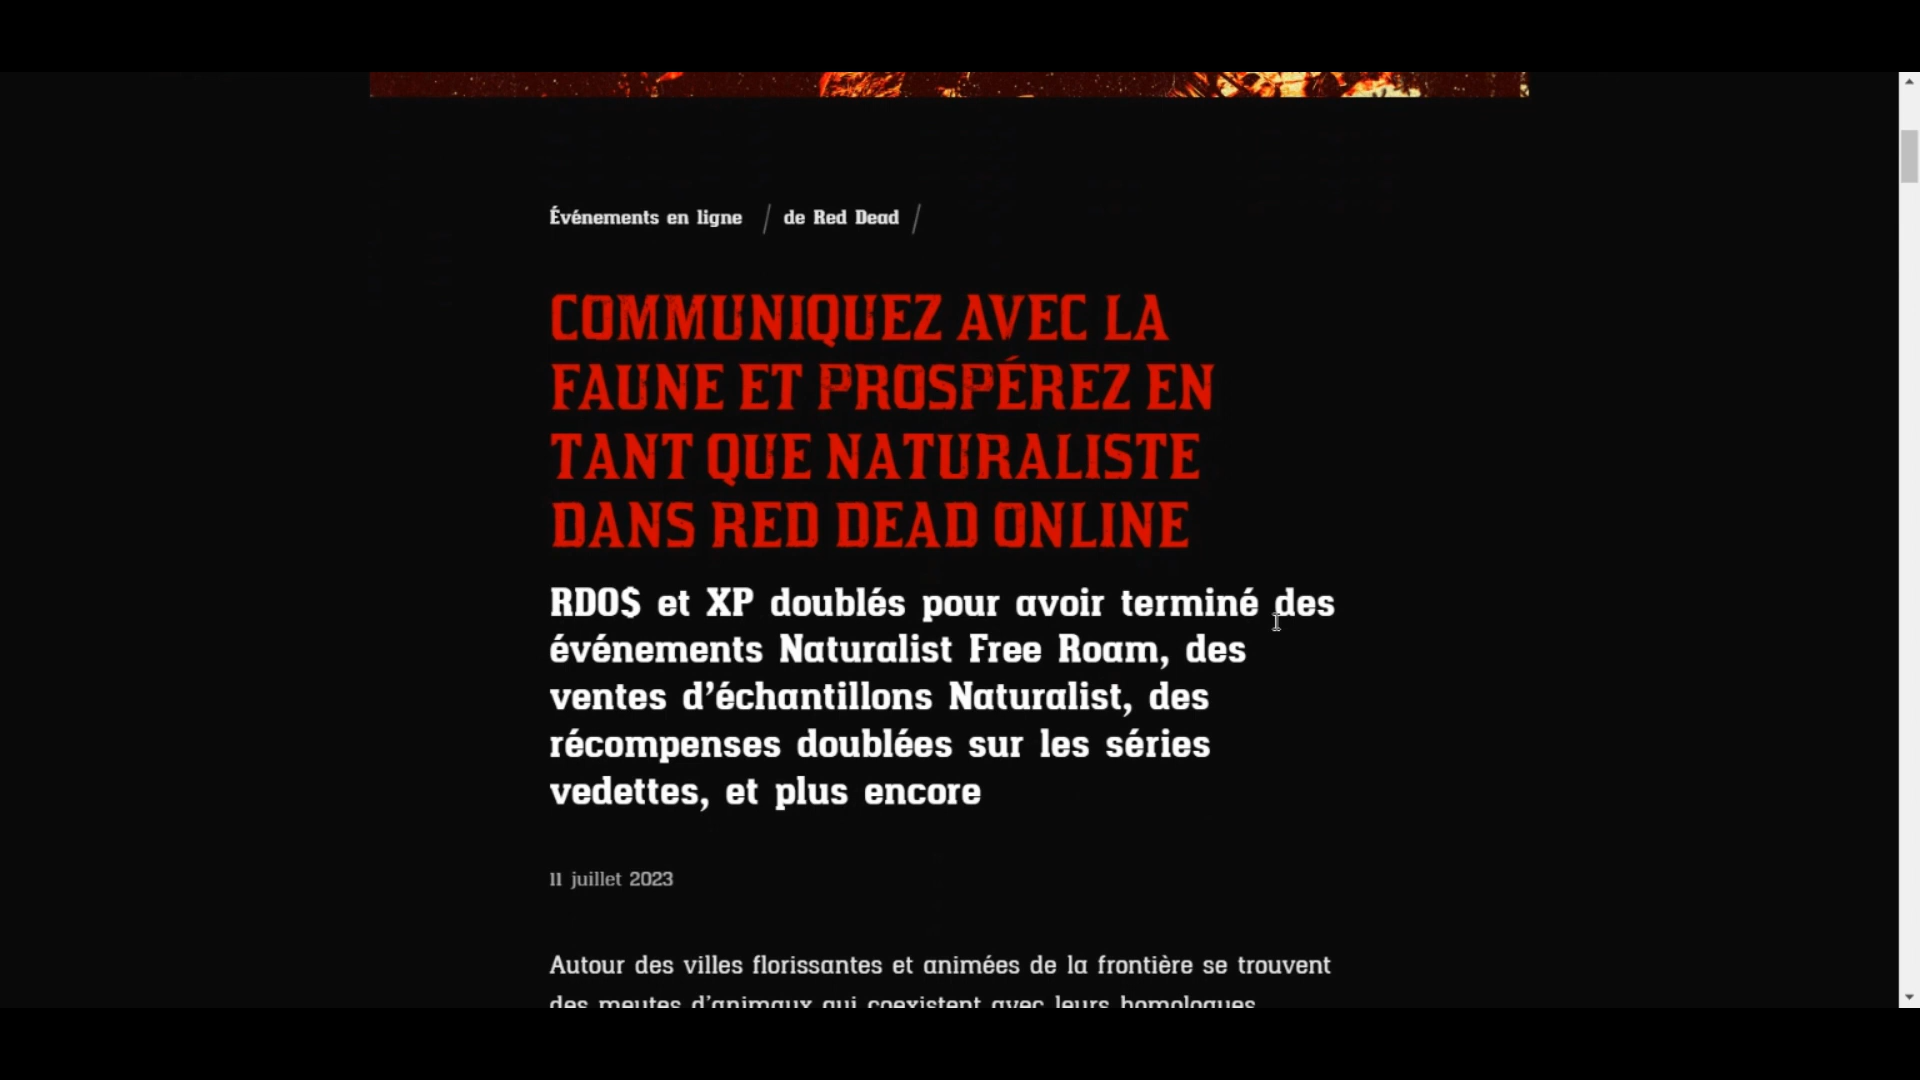 Événements en ligne / de Red Dead /
COMMUNIQUEZ AVEC LA
FAUNE ET PROSPÉREZ EN
TANT QUE NATURALISTE
DANS RED DEAD ONLINE
RDO$ et XP doublés pour avoir terminé des
événements Naturalist Free Roam, des
ventes d’échantillons Naturalist, des
récompenses doublées sur les séries
vedettes, et plus encore
11 juillet 2023
Autour des villes florissantes et animées de la frontière se trouvent
des meutes d’animaux qui coexistent avec leurs homologues